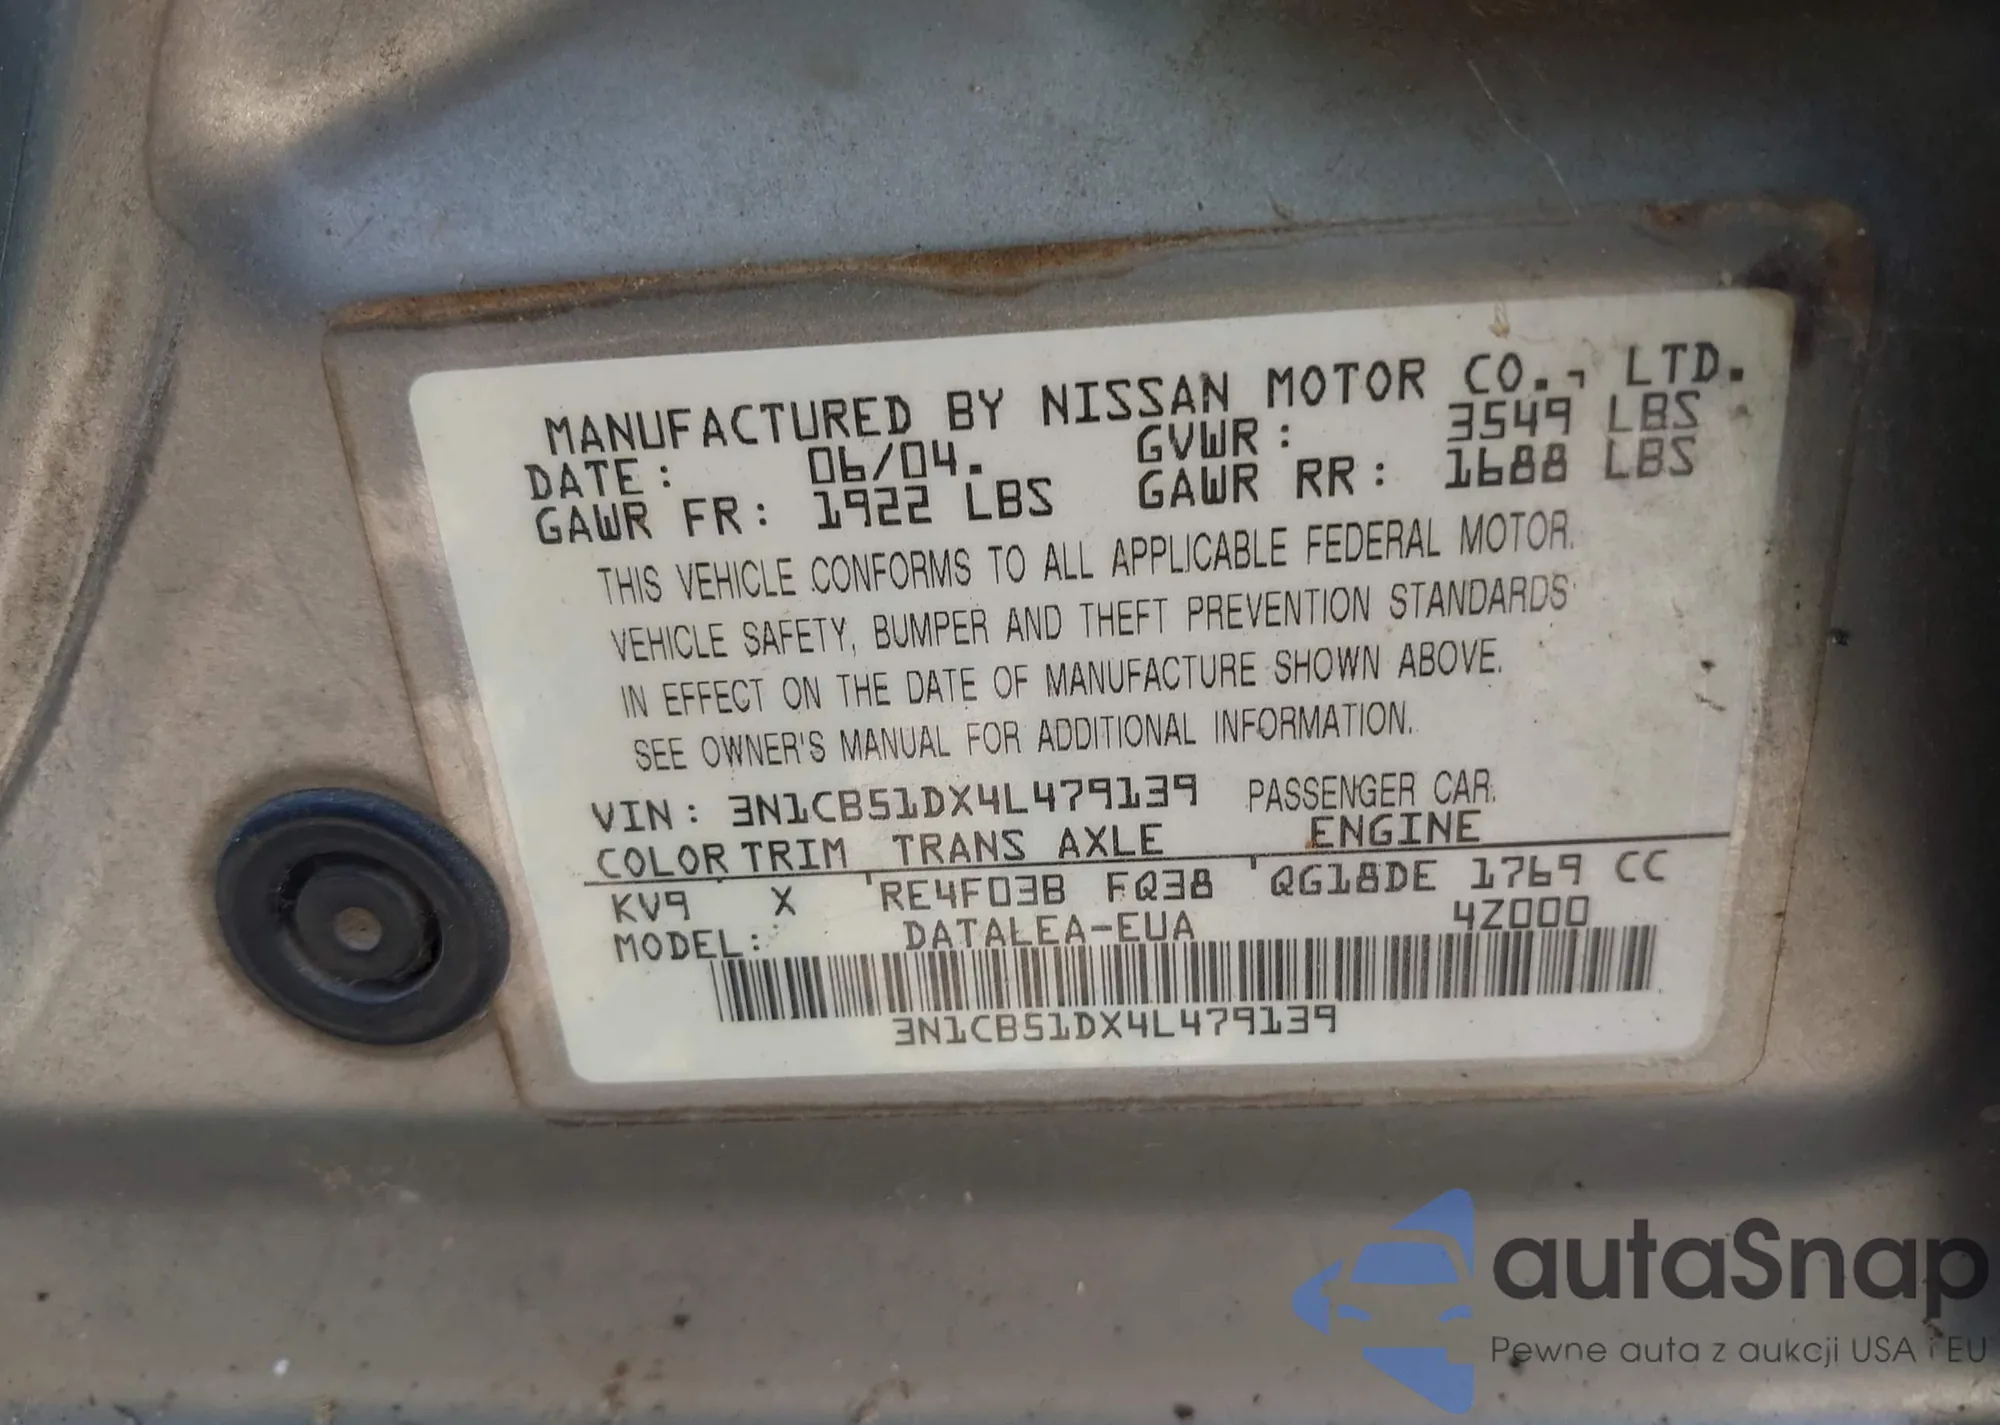 MANUFACTURED BY NISSAN MOTOR CO., LTD.
DATE: 06/04. GVWR: 3549 LBS
GAWR FR: 1922 LBS GAWR RR: 1688 LBS
THIS VEHICLE CONFORMS TO ALL APPLICABLE FEDERAL MOTOR
VEHICLE SAFETY, BUMPER AND THEFT PREVENTION STANDARDS
IN EFFECT ON THE DATE OF MANUFACTURE SHOWN ABOVE.
SEE OWNER'S MANUAL FOR ADDITIONAL INFORMATION.
VIN: 3N1CB51DX4L479139 PASSENGER CAR.
COLOR TRIM TRANS AXLE ENGINE
KV9 X RE4F03B FQ38 QG18DE 1769 CC
MODEL: DATALEA-EUA 4Z000
3N1CB51DX4L479139
autaSnap
Pewne auta z aukcji USA i EU